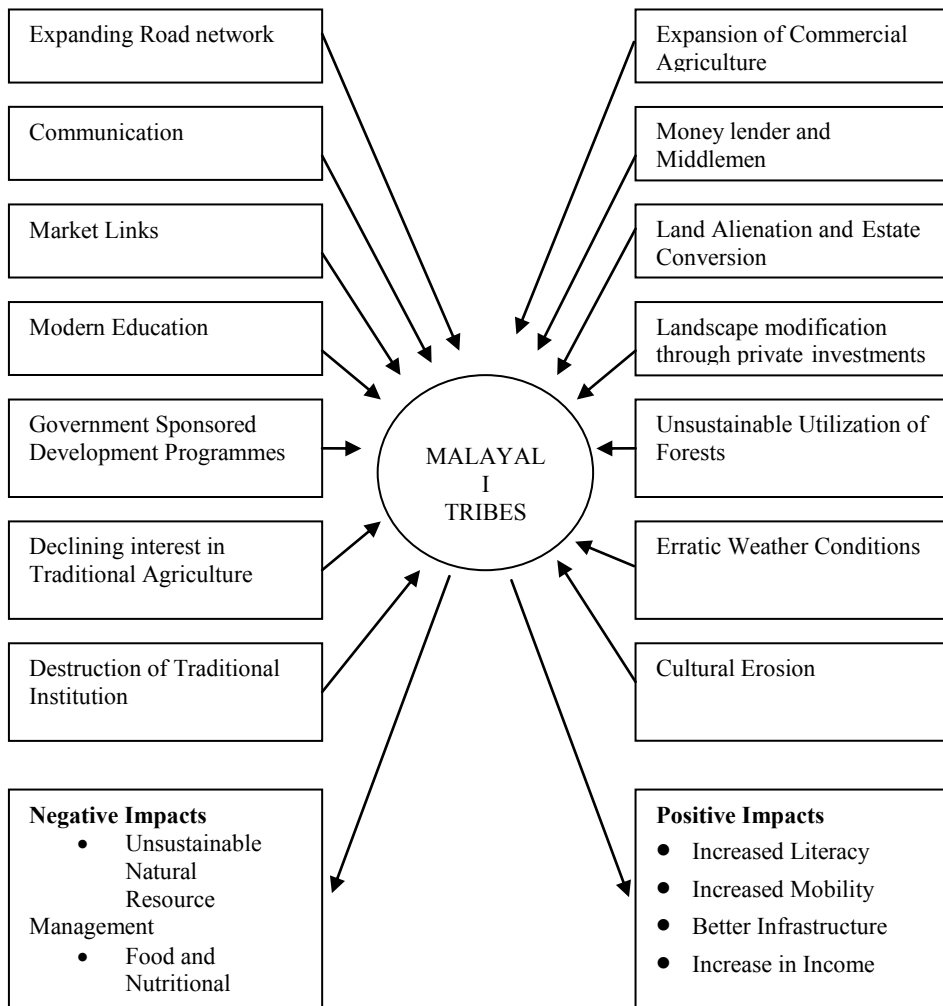 Expanding Road network
Communication
Market Links
Modern Education
Government Sponsored
Development Programmes
Declining interest in
Traditional Agriculture
Destruction of Traditional
Institution
Expansion of Commercial
Agriculture
Money lender and
Middlemen
Land Alienation and Estate
Conversion
Landscape modification
through private investments
Unsustainable Utilization of
Forests
Erratic Weather Conditions
Cultural Erosion
MALAYAL
I
TRIBES
Negative Impacts
• Unsustainable
Natural
Resource
Management
• Food and
Nutritional
Positive Impacts
• Increased Literacy
• Increased Mobility
• Better Infrastructure
• Increase in Income